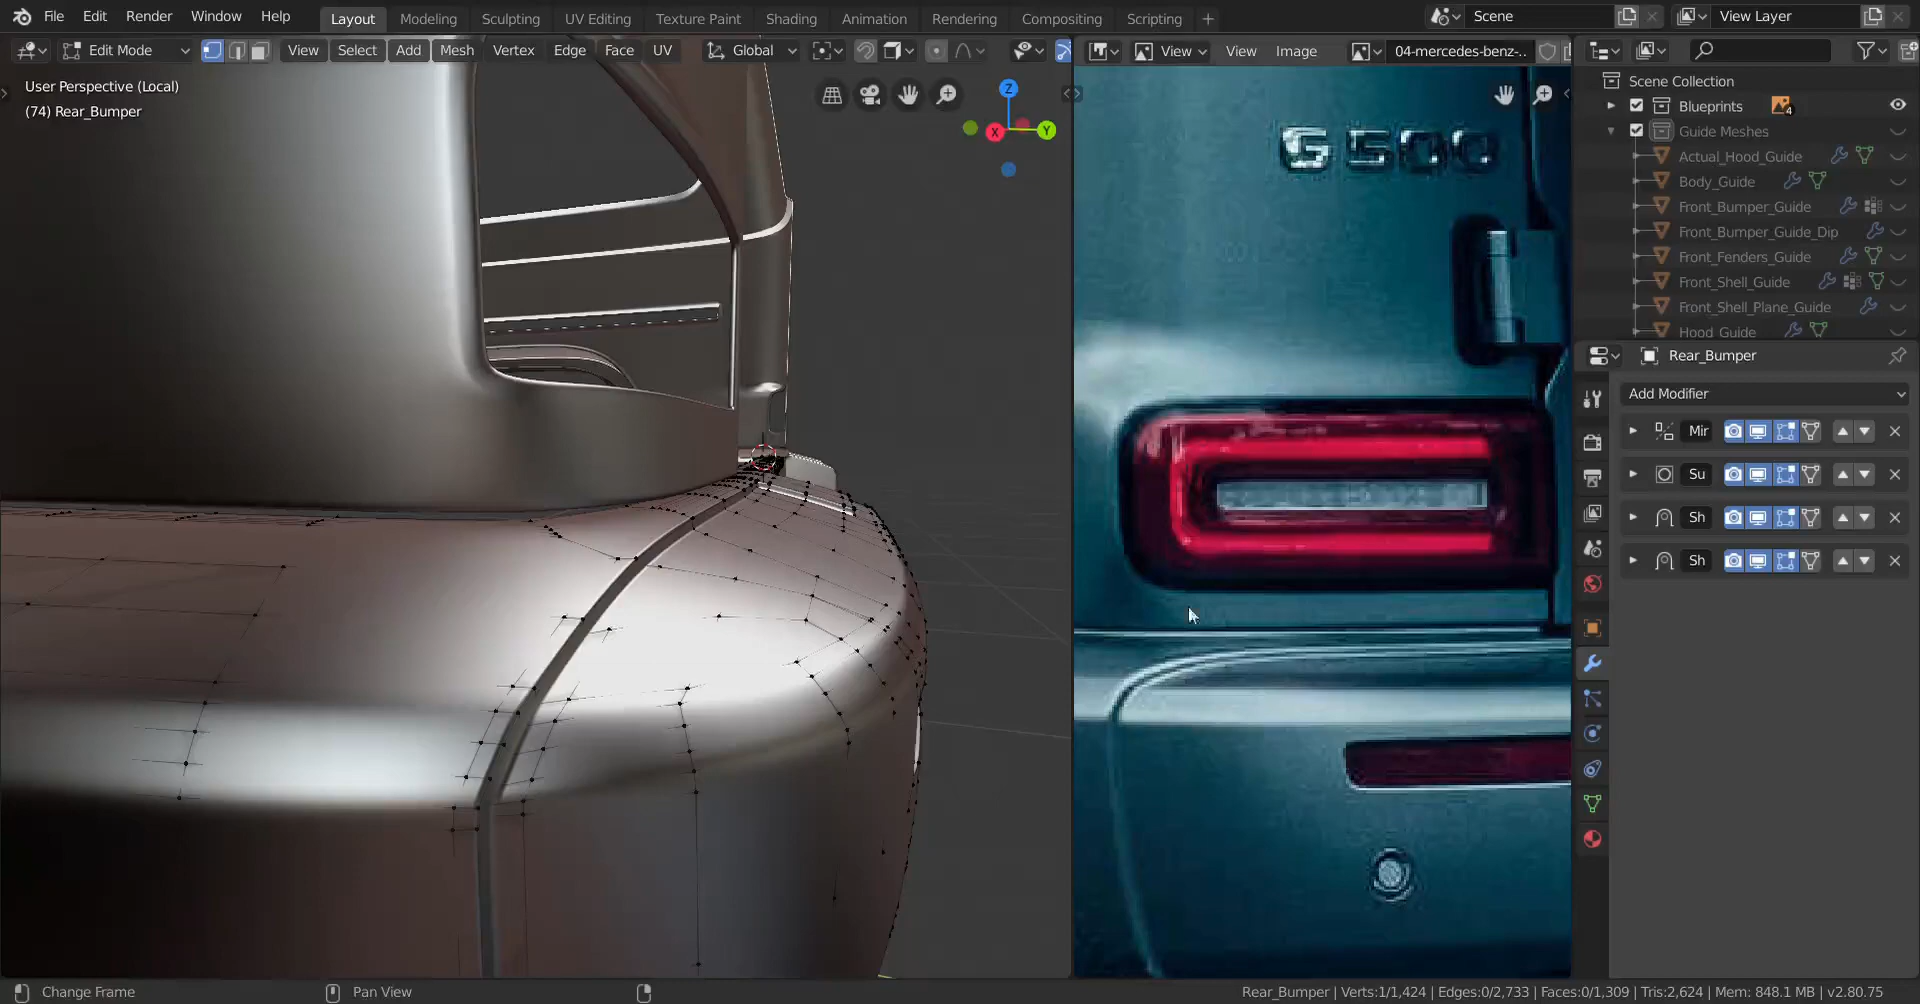 File Edit Render Window Help Layout Modeling Sculpting UV Editing Texture Paint Shading Animation Rendering Compositing Scripting + Scene View Layer
Edit Mode View Select Add Mesh Vertex Edge Face UV Global View View Image 04-mercedes-benz-..
User Perspective (Local)
(74) Rear_Bumper
Z
X
Y
G 500
Scene Collection
Blueprints 4
Guide Meshes
Actual_Hood_Guide
Body_Guide
Front_Bumper_Guide
Front_Bumper_Guide_Dip
Front_Fenders_Guide
Front_Shell_Guide
Front_Shell_Plane_Guide
Hood_Guide
Rear_Bumper
Add Modifier
Mir
Su
Sh
Sh
Change Frame Pan View Rear_Bumper | Verts:1/1,424 | Edges:0/2,733 | Faces:0/1,309 | Tris:2,624 | Mem: 848.1 MB | v2.80.75